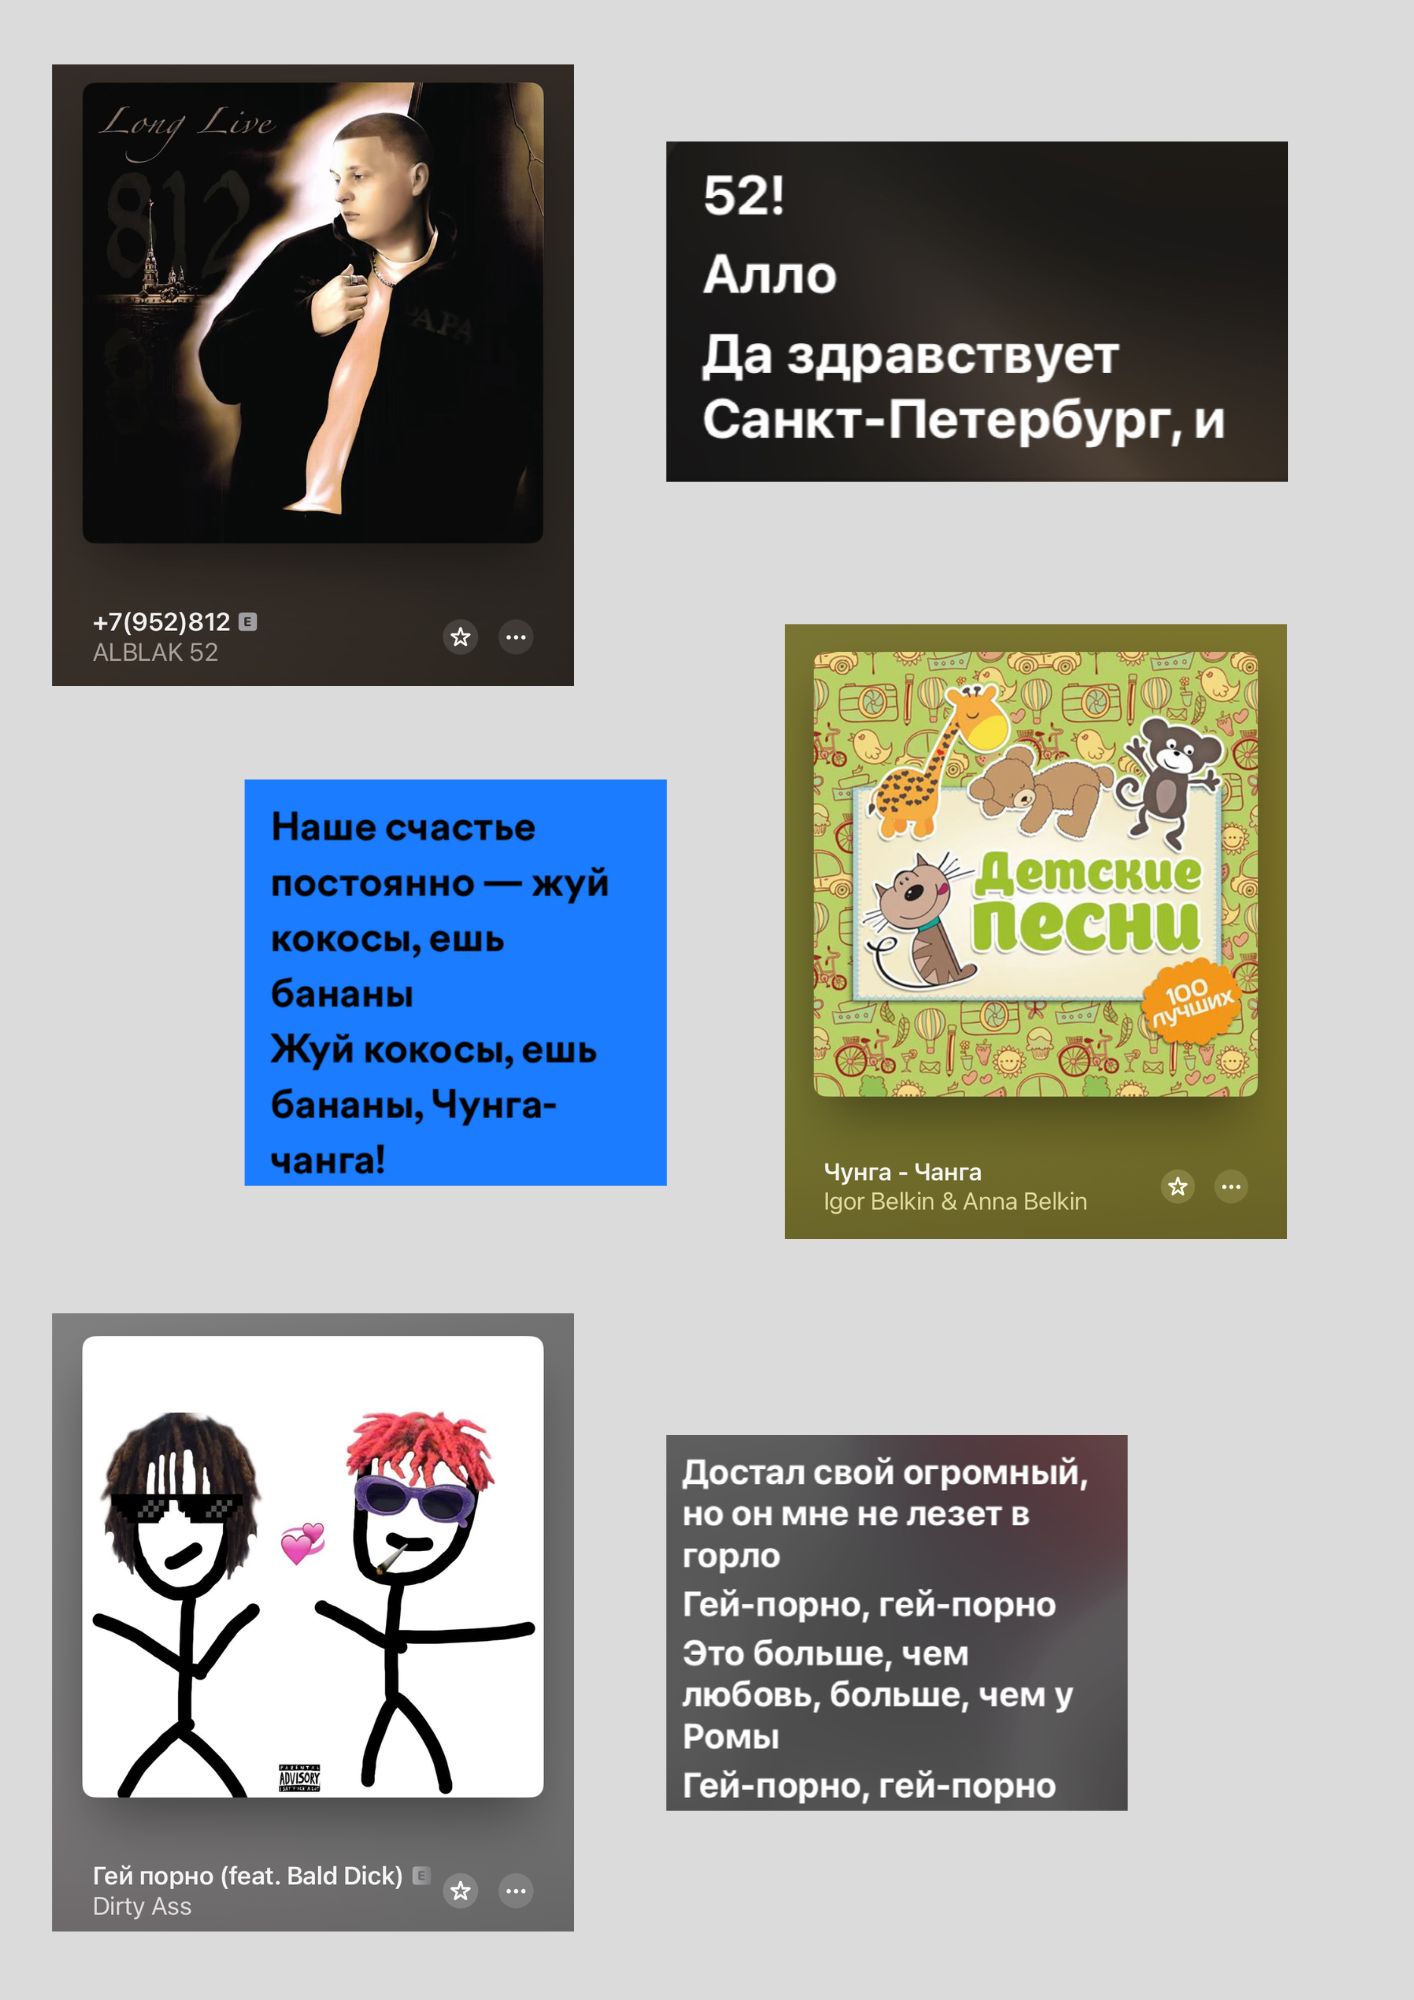 Long Live
812
PAPA
+7(952)812 E
ALBLAK 52
52!
Алло
Да здравствует
Санкт-Петербург, и
Наше счастье
постоянно — жуй
кокосы, ешь
бананы
Жуй кокосы, ешь
бананы, Чунга-
чанга!
Детские
песни
100
лучших
Чунга - Чанга
Igor Belkin & Anna Belkin
PARENTAL
ADVISORY
Гей порно (feat. Bald Dick) E
Dirty Ass
Достал свой огромный,
но он мне не лезет в
горло
Гей-порно, гей-порно
Это больше, чем
любовь, больше, чем у
Ромы
Гей-порно, гей-порно